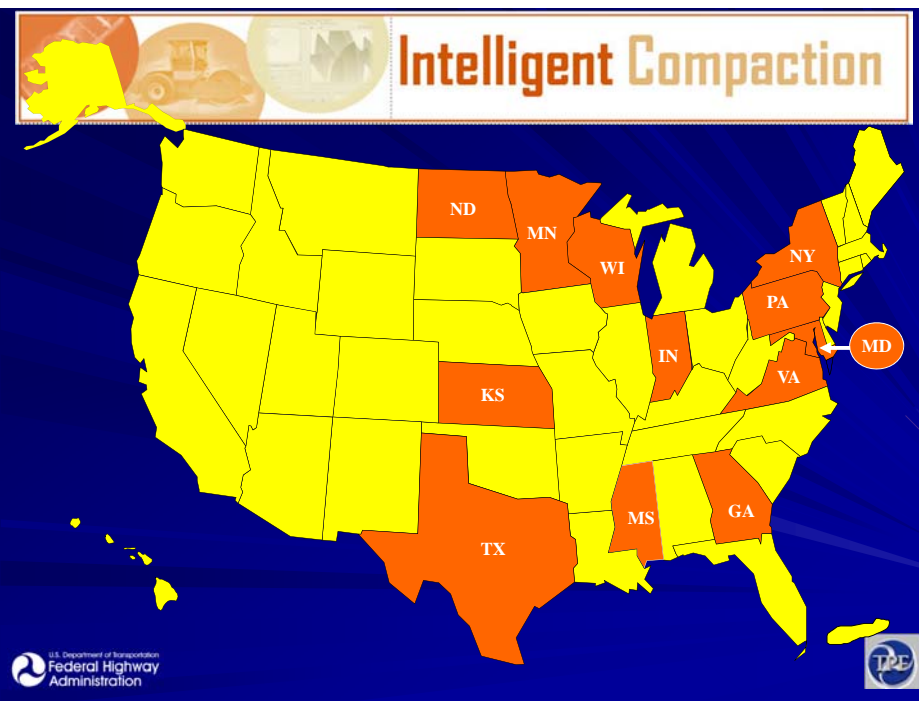 Intelligent Compaction
ND
MN
WI
NY
PA
MD
IN
VA
KS
MS
GA
TX
U.S. Department of Transportation
Federal Highway
Administration
TPF